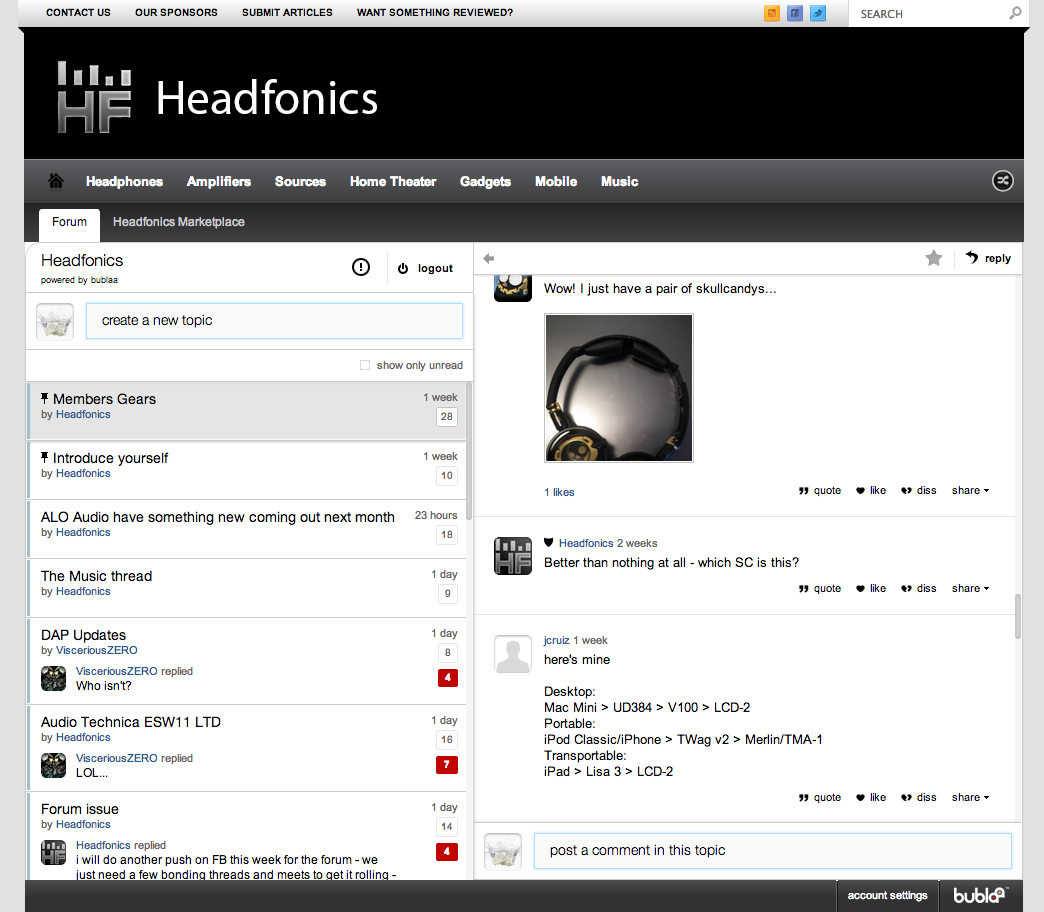 CONTACT US OUR SPONSORS SUBMIT ARTICLES WANT SOMETHING REVIEWED? SEARCH
HF Headfonics
Headphones Amplifiers Sources Home Theater Gadgets Mobile Music
Forum Headfonics Marketplace
Headfonics
powered by bublaa
logout
create a new topic
show only unread
Members Gears 1 week
by Headfonics 28
Introduce yourself 1 week
by Headfonics 10
ALO Audio have something new coming out next month 23 hours
by Headfonics 18
The Music thread 1 day
by Headfonics 9
DAP Updates 1 day
by VisceriousZERO 8
VisceriousZERO replied 4
Who isn't?
Audio Technica ESW11 LTD 1 day
by Headfonics 16
VisceriousZERO replied 7
LOL...
Forum issue 1 day
by Headfonics 14
Headfonics replied 4
i will do another push on FB this week for the forum - we
just need a few bonding threads and meets to get it rolling -
reply
Wow! I just have a pair of skullcandys...
1 likes quote like diss share
HF Headfonics 2 weeks
Better than nothing at all - which SC is this?
quote like diss share
jcruiz 1 week
here's mine
Desktop:
Mac Mini > UD384 > V100 > LCD-2
Portable:
iPod Classic/iPhone > TWag v2 > Merlin/TMA-1
Transportable:
iPad > Lisa 3 > LCD-2
quote like diss share
post a comment in this topic
account settings bublaa